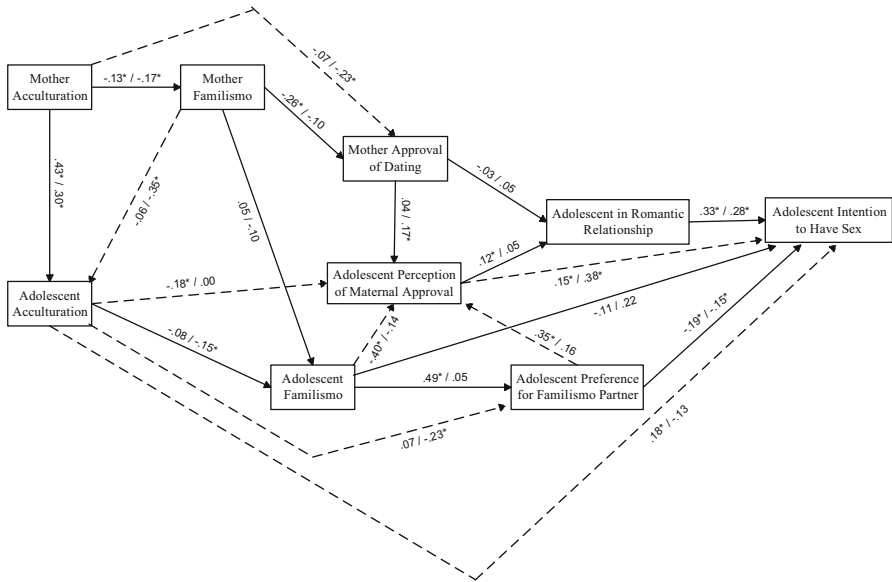 -.07 / -.23*
Mother
Acculturation
-.13* / -.17*
Mother
Familismo
-.26* / -.10
Mother Approval
of Dating
.43* / .30*
-.06 / -.35*
.05 / -.10
.04 / .17*
-.03 / .05
Adolescent in Romantic
Relationship
.33* / .28*
Adolescent Intention
to Have Sex
Adolescent
Acculturation
-.18* / .00
Adolescent Perception
of Maternal Approval
.12* / .05
.15* / .38*
-.11 / .22
-.08 / -.15*
-.40* / -.14
.35* / .16
-.19* / -.15*
Adolescent
Familismo
.49* / .05
Adolescent Preference
for Familismo Partner
.07 / -.23*
.18* / -.13